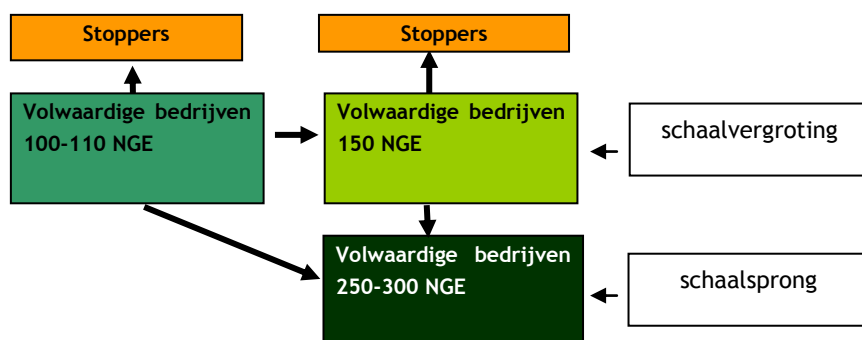 Stoppers
Stoppers
Volwaardige bedrijven
100-110 NGE
Volwaardige bedrijven
150 NGE
schaalvergroting
Volwaardige bedrijven
250-300 NGE
schaalsprong